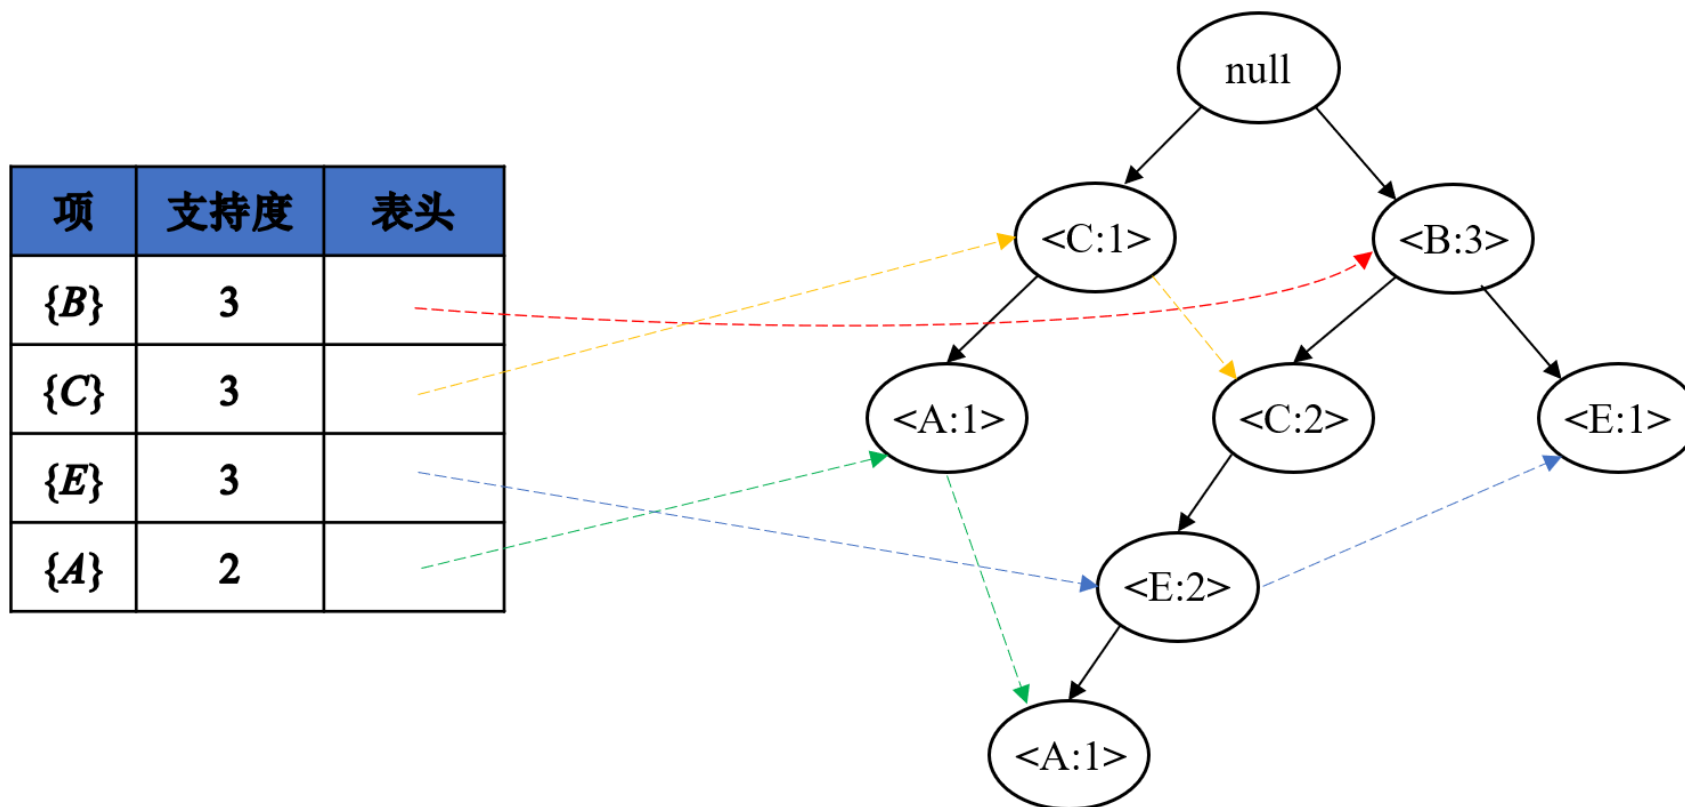 null
项 支持度 表头
<C:1> <B:3>
{B} 3
{C} 3
<A:1> <C:2> <E:1>
{E} 3
{A} 2
<E:2>
<A:1>